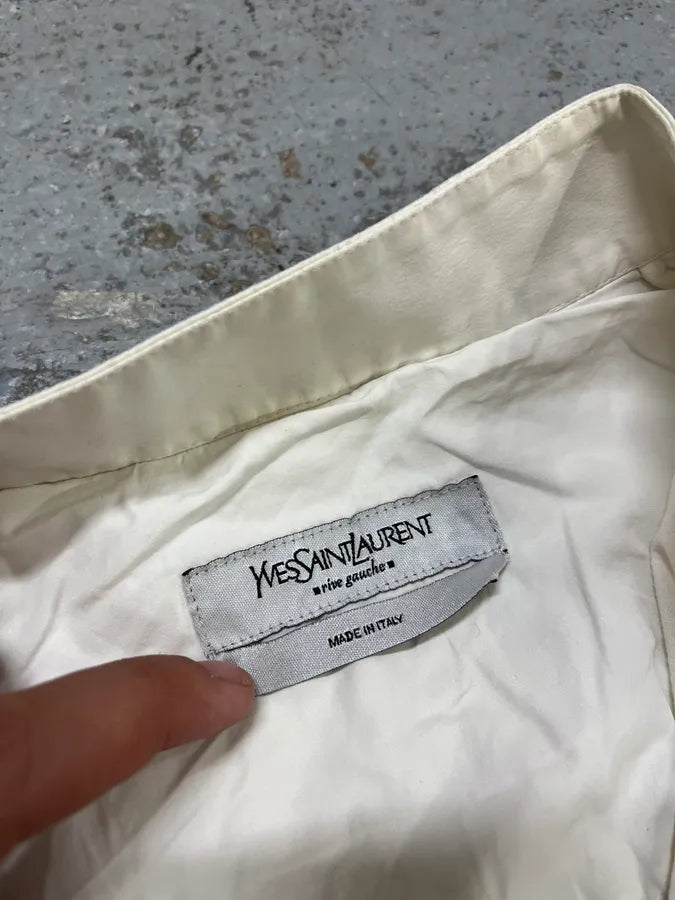 YVESSAINTLAURENT
rive gauche
MADE IN ITALY